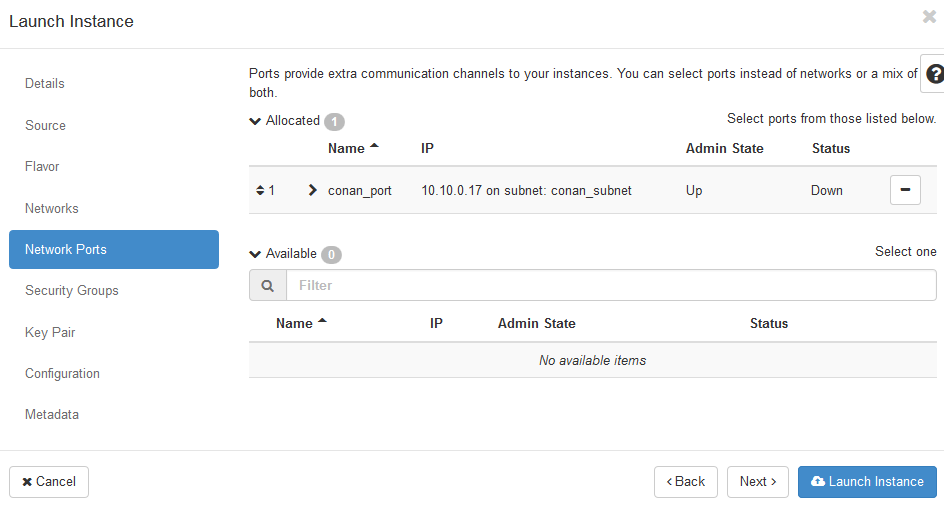 Launch Instance
Details
Source
Flavor
Networks
Network Ports
Security Groups
Key Pair
Configuration
Metadata
Ports provide extra communication channels to your instances. You can select ports instead of networks or a mix of
both.
Allocated 1
Select ports from those listed below.
Name IP Admin State Status
1 conan_port 10.10.0.17 on subnet: conan_subnet Up Down
Available 0
Select one
Filter
Name IP Admin State Status
No available items
Cancel
< Back
Next >
Launch Instance